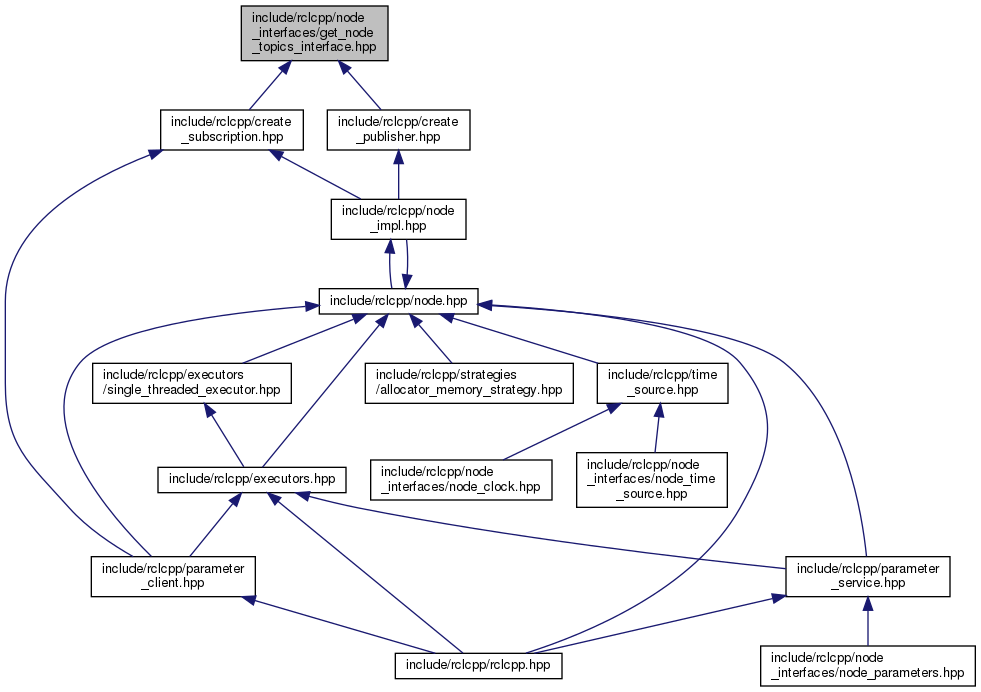 include/rclcpp/node
_interfaces/get_node
_topics_interface.hpp
include/rclcpp/create
_subscription.hpp
include/rclcpp/create
_publisher.hpp
include/rclcpp/node
_impl.hpp
include/rclcpp/node.hpp
include/rclcpp/executors
/single_threaded_executor.hpp
include/rclcpp/strategies
/allocator_memory_strategy.hpp
include/rclcpp/time
_source.hpp
include/rclcpp/executors.hpp
include/rclcpp/node
_interfaces/node_clock.hpp
include/rclcpp/node
_interfaces/node_time
_source.hpp
include/rclcpp/parameter
_client.hpp
include/rclcpp/parameter
_service.hpp
include/rclcpp/rclcpp.hpp
include/rclcpp/node
_interfaces/node_parameters.hpp